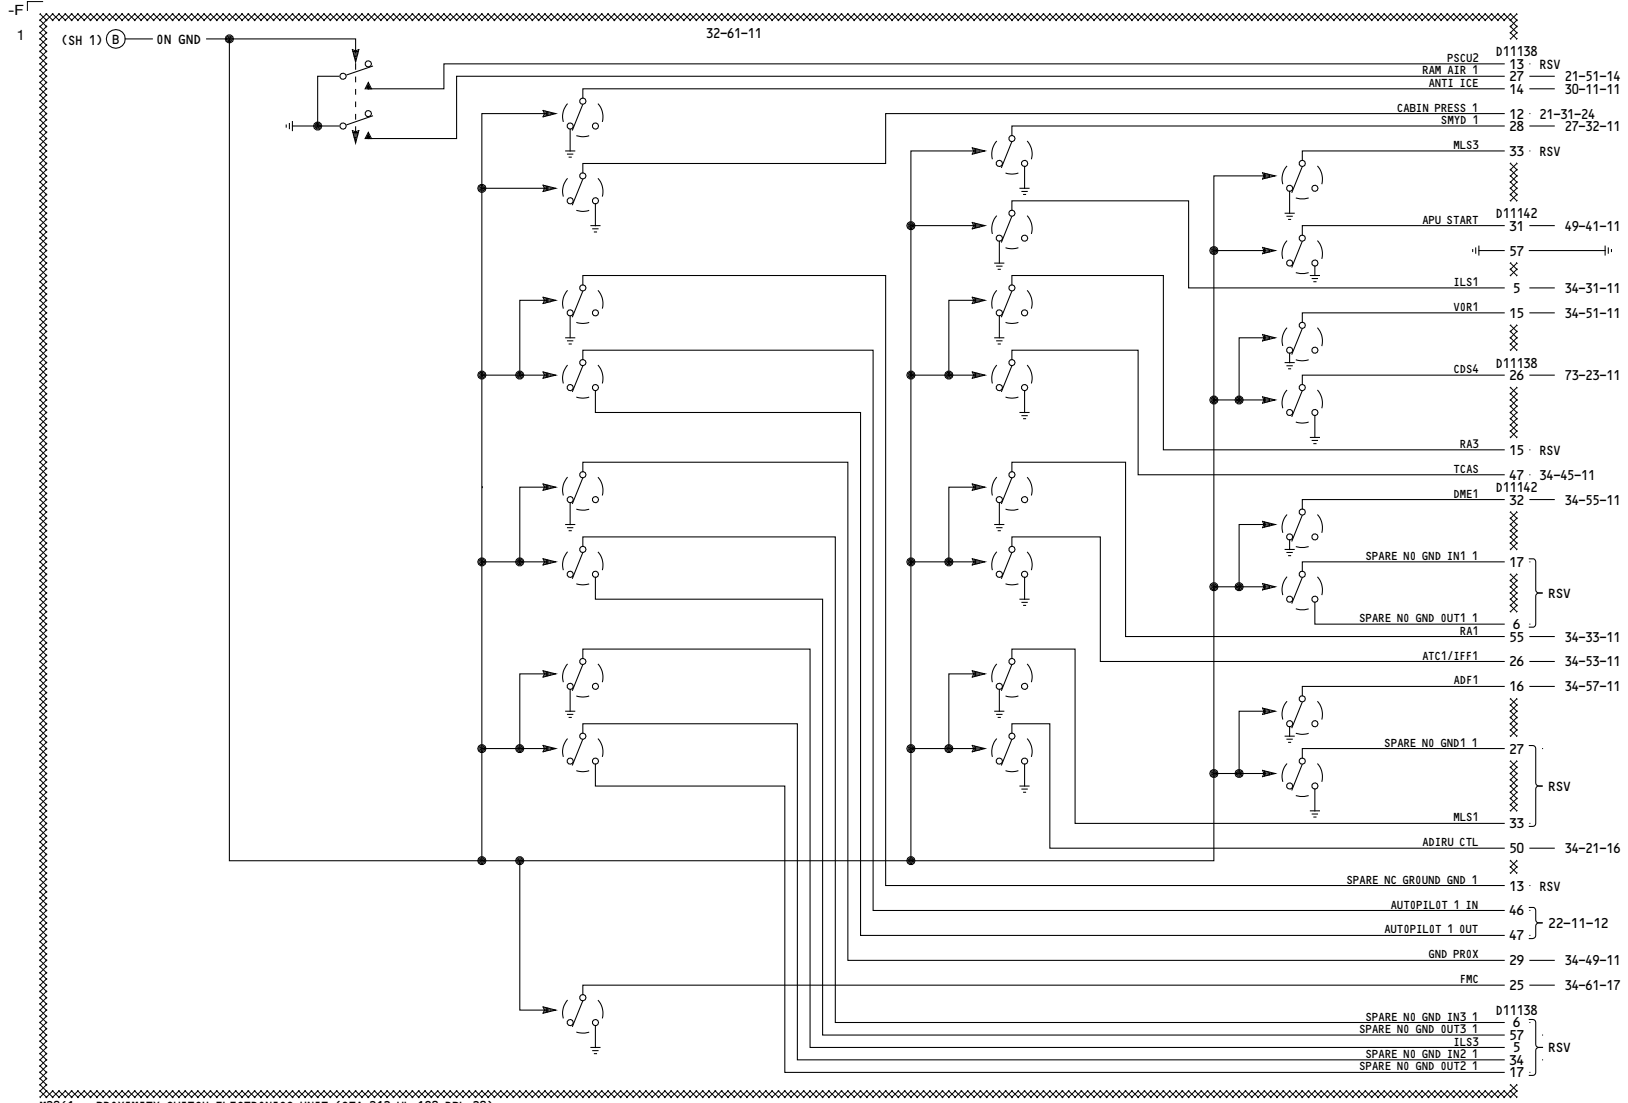 -F
1
(SH 1) B ON GND
32-61-11
D11138
PSCU2 13 RSV
RAM AIR 1 27 21-51-14
ANTI ICE 14 30-11-11
CABIN PRESS 1 12 21-31-24
SMYD 1 28 27-32-11
MLS3 33 RSV
D11142
APU START 31 49-41-11
57
ILS1 5 34-31-11
VOR1 15 34-51-11
D11138
CDS4 26 73-23-11
RA3 15 RSV
TCAS 47 34-45-11
D11142
DME1 32 34-55-11
SPARE NO GND IN1 1 17
RSV
SPARE NO GND OUT1 1 6
RA1 55 34-33-11
ATC1/IFF1 26 34-53-11
ADF1 16 34-57-11
SPARE NO GND1 1 27
RSV
MLS1 33
ADIRU CTL 50 34-21-16
SPARE NC GROUND GND 1 13 RSV
AUTOPILOT 1 IN 46
22-11-12
AUTOPILOT 1 OUT 47
GND PROX 29 34-49-11
FMC 25 34-61-17
D11138
SPARE NO GND IN3 1 6
SPARE NO GND OUT3 1 57
ILS3 5 RSV
SPARE NO GND IN2 1 34
SPARE NO GND OUT2 1 17